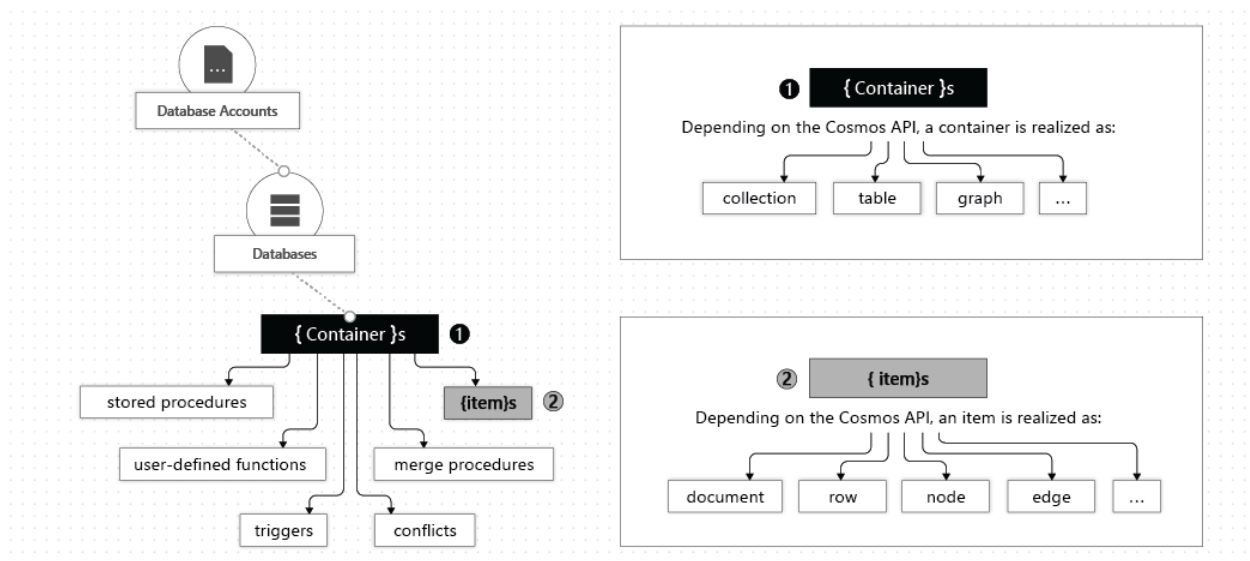 ...
Database Accounts
Databases
{ Container }s 1
stored procedures
{item}s 2
user-defined functions
merge procedures
triggers
conflicts
1 { Container }s
Depending on the Cosmos API, a container is realized as:
collection
table
graph
...
2 { item}s
Depending on the Cosmos API, an item is realized as:
document
row
node
edge
...